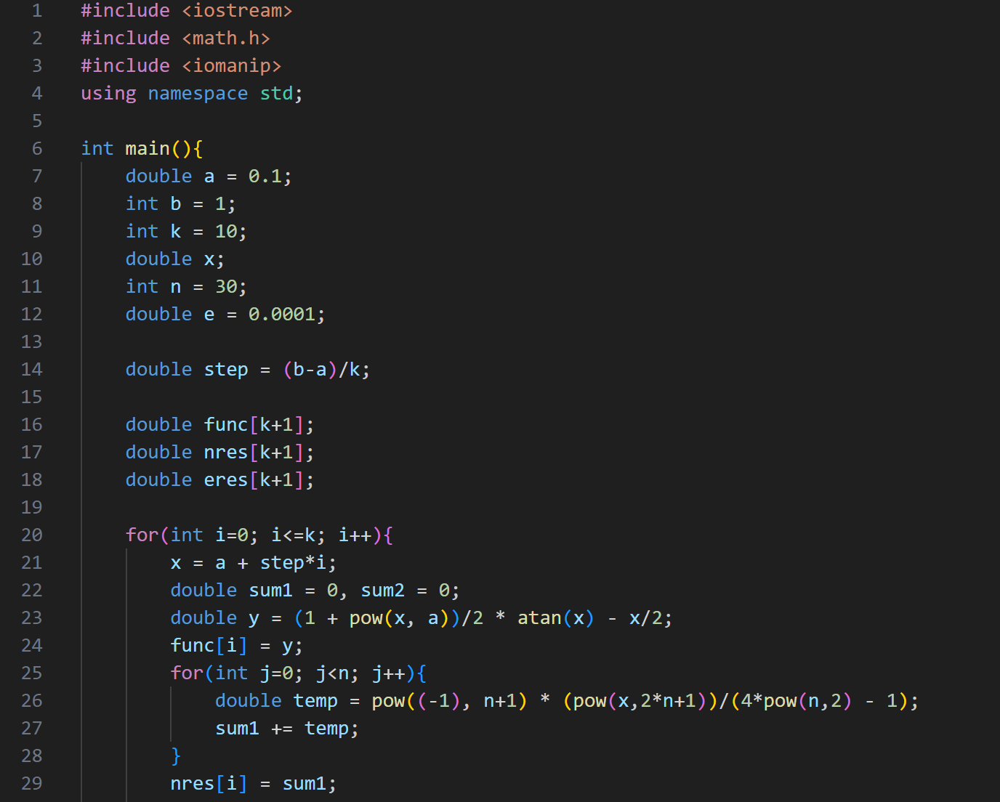 1 #include <iostream>
2 #include <math.h>
3 #include <iomanip>
4 using namespace std;
5
6 int main(){
7     double a = 0.1;
8     int b = 1;
9     int k = 10;
10     double x;
11     int n = 30;
12     double e = 0.0001;
13
14     double step = (b-a)/k;
15
16     double func[k+1];
17     double nres[k+1];
18     double eres[k+1];
19
20     for(int i=0; i<=k; i++){
21         x = a + step*i;
22         double sum1 = 0, sum2 = 0;
23         double y = (1 + pow(x, a))/2 * atan(x) - x/2;
24         func[i] = y;
25         for(int j=0; j<n; j++){
26             double temp = pow((-1), n+1) * (pow(x,2*n+1))/(4*pow(n,2) - 1);
27             sum1 += temp;
28         }
29         nres[i] = sum1;